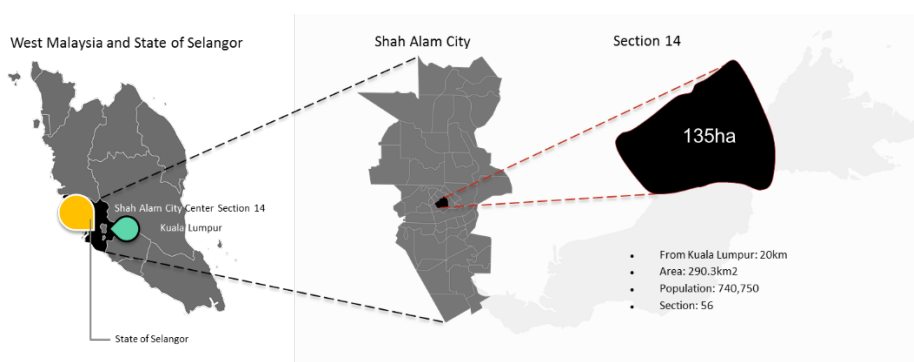 West Malaysia and State of Selangor
Shah Alam City
Section 14
135ha
Shah Alam City Center Section 14
Kuala Lumpur
State of Selangor
• From Kuala Lumpur: 20km
• Area: 290.3km2
• Population: 740,750
• Section: 56